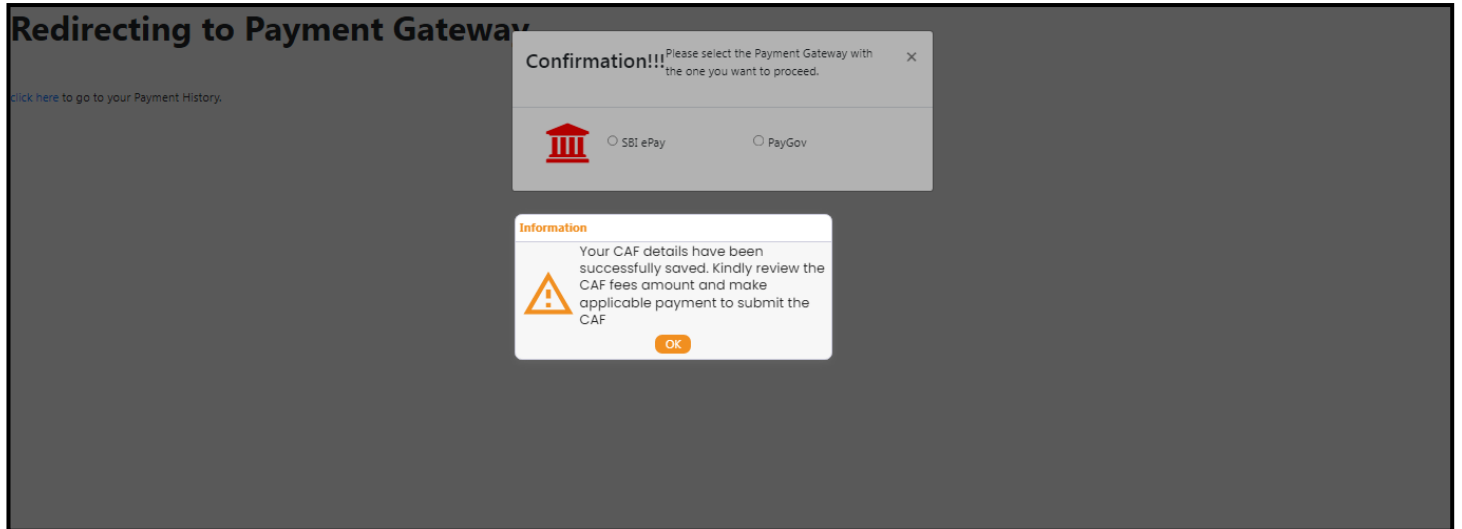 Redirecting to Payment Gateway
click here to go to your Payment History.
Confirmation!!! Please select the Payment Gateway with
the one you want to proceed.
×
SBI ePay PayGov
Information
Your CAF details have been
successfully saved. Kindly review the
CAF fees amount and make
applicable payment to submit the
CAF
OK